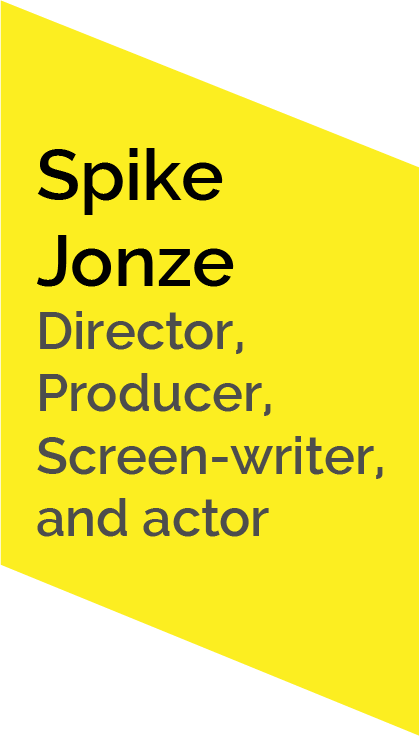 Spike
Jonze
Director,
Producer,
Screen-writer,
and actor